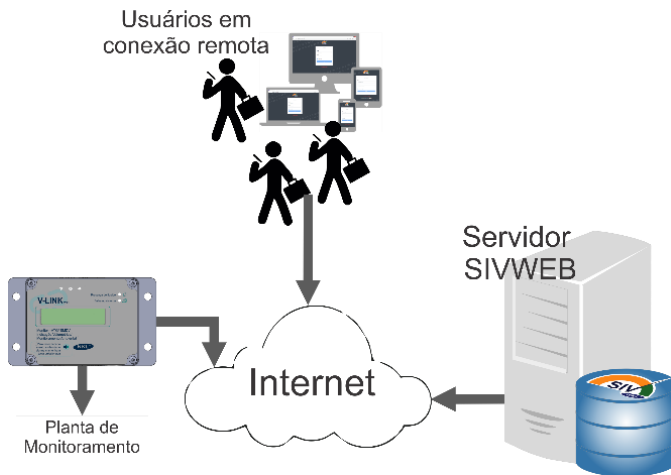 Usuários em
conexão remota
Servidor
SIVWEB
V-LINK
Internet
SIV
Planta de
Monitoramento